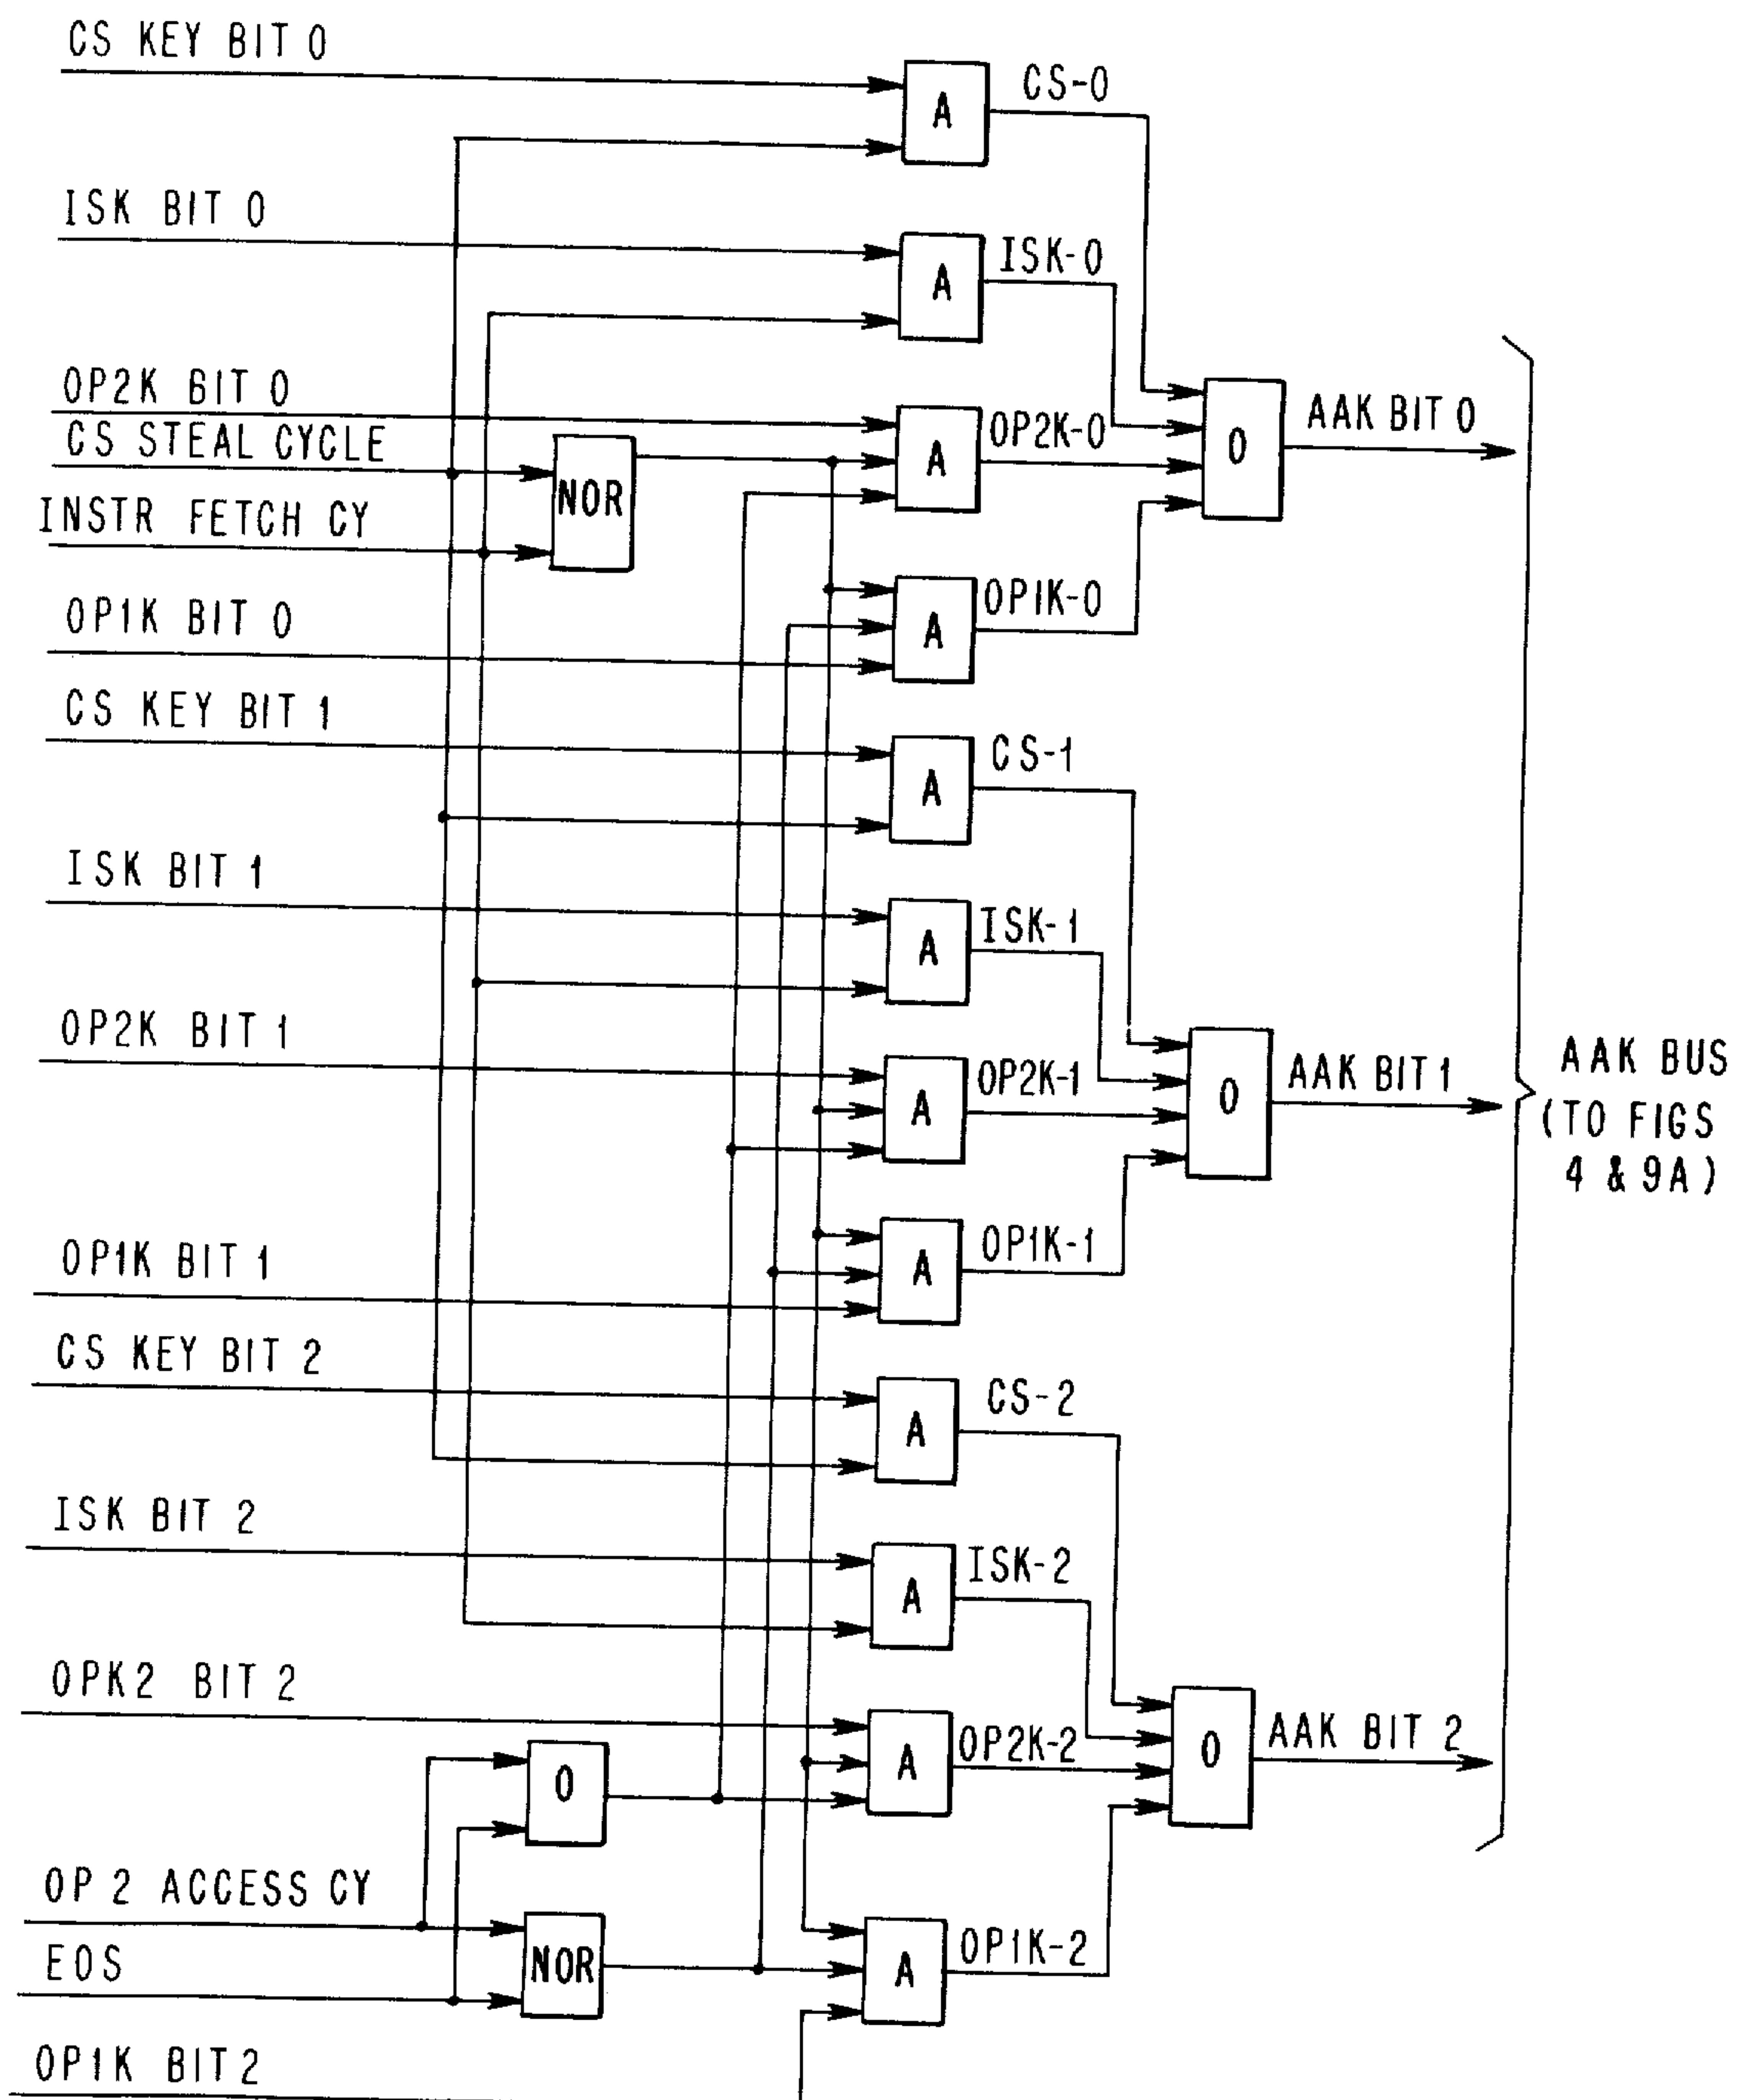 CS KEY BIT 0
A
CS-0
ISK BIT 0
A
ISK-0
OP2K BIT 0
A
OP2K-0
O
AAK BIT 0
CS STEAL CYCLE
NOR
INSTR FETCH CY
OP1K BIT 0
A
OP1K-0
CS KEY BIT 1
A
CS-1
ISK BIT 1
A
ISK-1
OP2K BIT 1
A
OP2K-1
O
AAK BIT 1
AAK BUS
(TO FIGS
4 & 9A)
OP1K BIT 1
A
OP1K-1
CS KEY BIT 2
A
CS-2
ISK BIT 2
A
ISK-2
OPK2 BIT 2
A
OP2K-2
O
AAK BIT 2
O
OP 2 ACCESS CY
EOS
NOR
A
OP1K-2
OP1K BIT 2